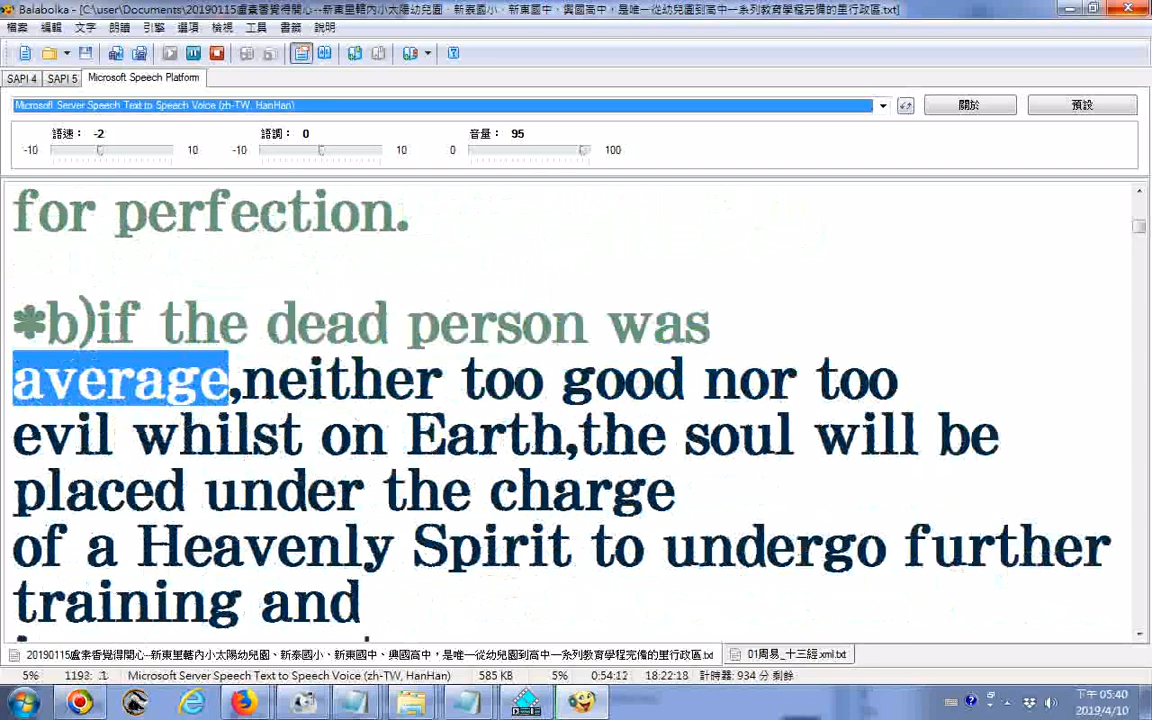 Balabolka - [C:\user\Documents\20190115盧素香覺得開心--新東里轄內小太陽幼兒園、新泰國小、新東國中、興國高中，是唯一從幼兒園到高中一系列教育學程完備的里行政區.txt]
檔案 編輯 文字 朗讀 引擎 選項 檢視 工具 書籤 說明
SAPI 4 SAPI 5 Microsoft Speech Platform
Microsoft Server Speech Text to Speech Voice (zh-TW, HanHan) 關於 預設
語速： -2 語調： 0 音量： 95
-10 10 -10 10 0 100
for perfection.
*b)if the dead person was
average,neither too good nor too
evil whilst on Earth,the soul will be
placed under the charge
of a Heavenly Spirit to undergo further
training and
20190115盧素香覺得開心--新東里轄內小太陽幼兒園、新泰國小、新東國中、興國高中，是唯一從幼兒園到高中一系列教育學程完備的里行政區.txt 01周易_十三經.xml.txt
5% 1192: 1 Microsoft Server Speech Text to Speech Voice (zh-TW, HanHan) 585 KB 5% 0:54:12 18:22:18 計時器: 934 分 剩餘
下午 05:40
2019/4/10